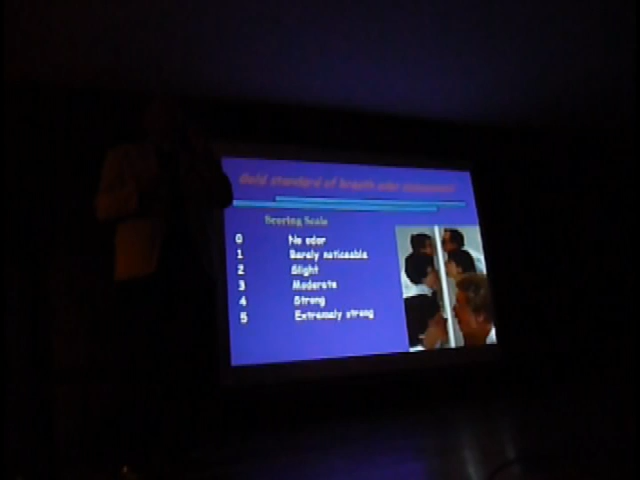 Gold standard of breath odor assessment
Scoring Scale
0 No odor
1 Barely noticeable
2 Slight
3 Moderate
4 Strong
5 Extremely strong